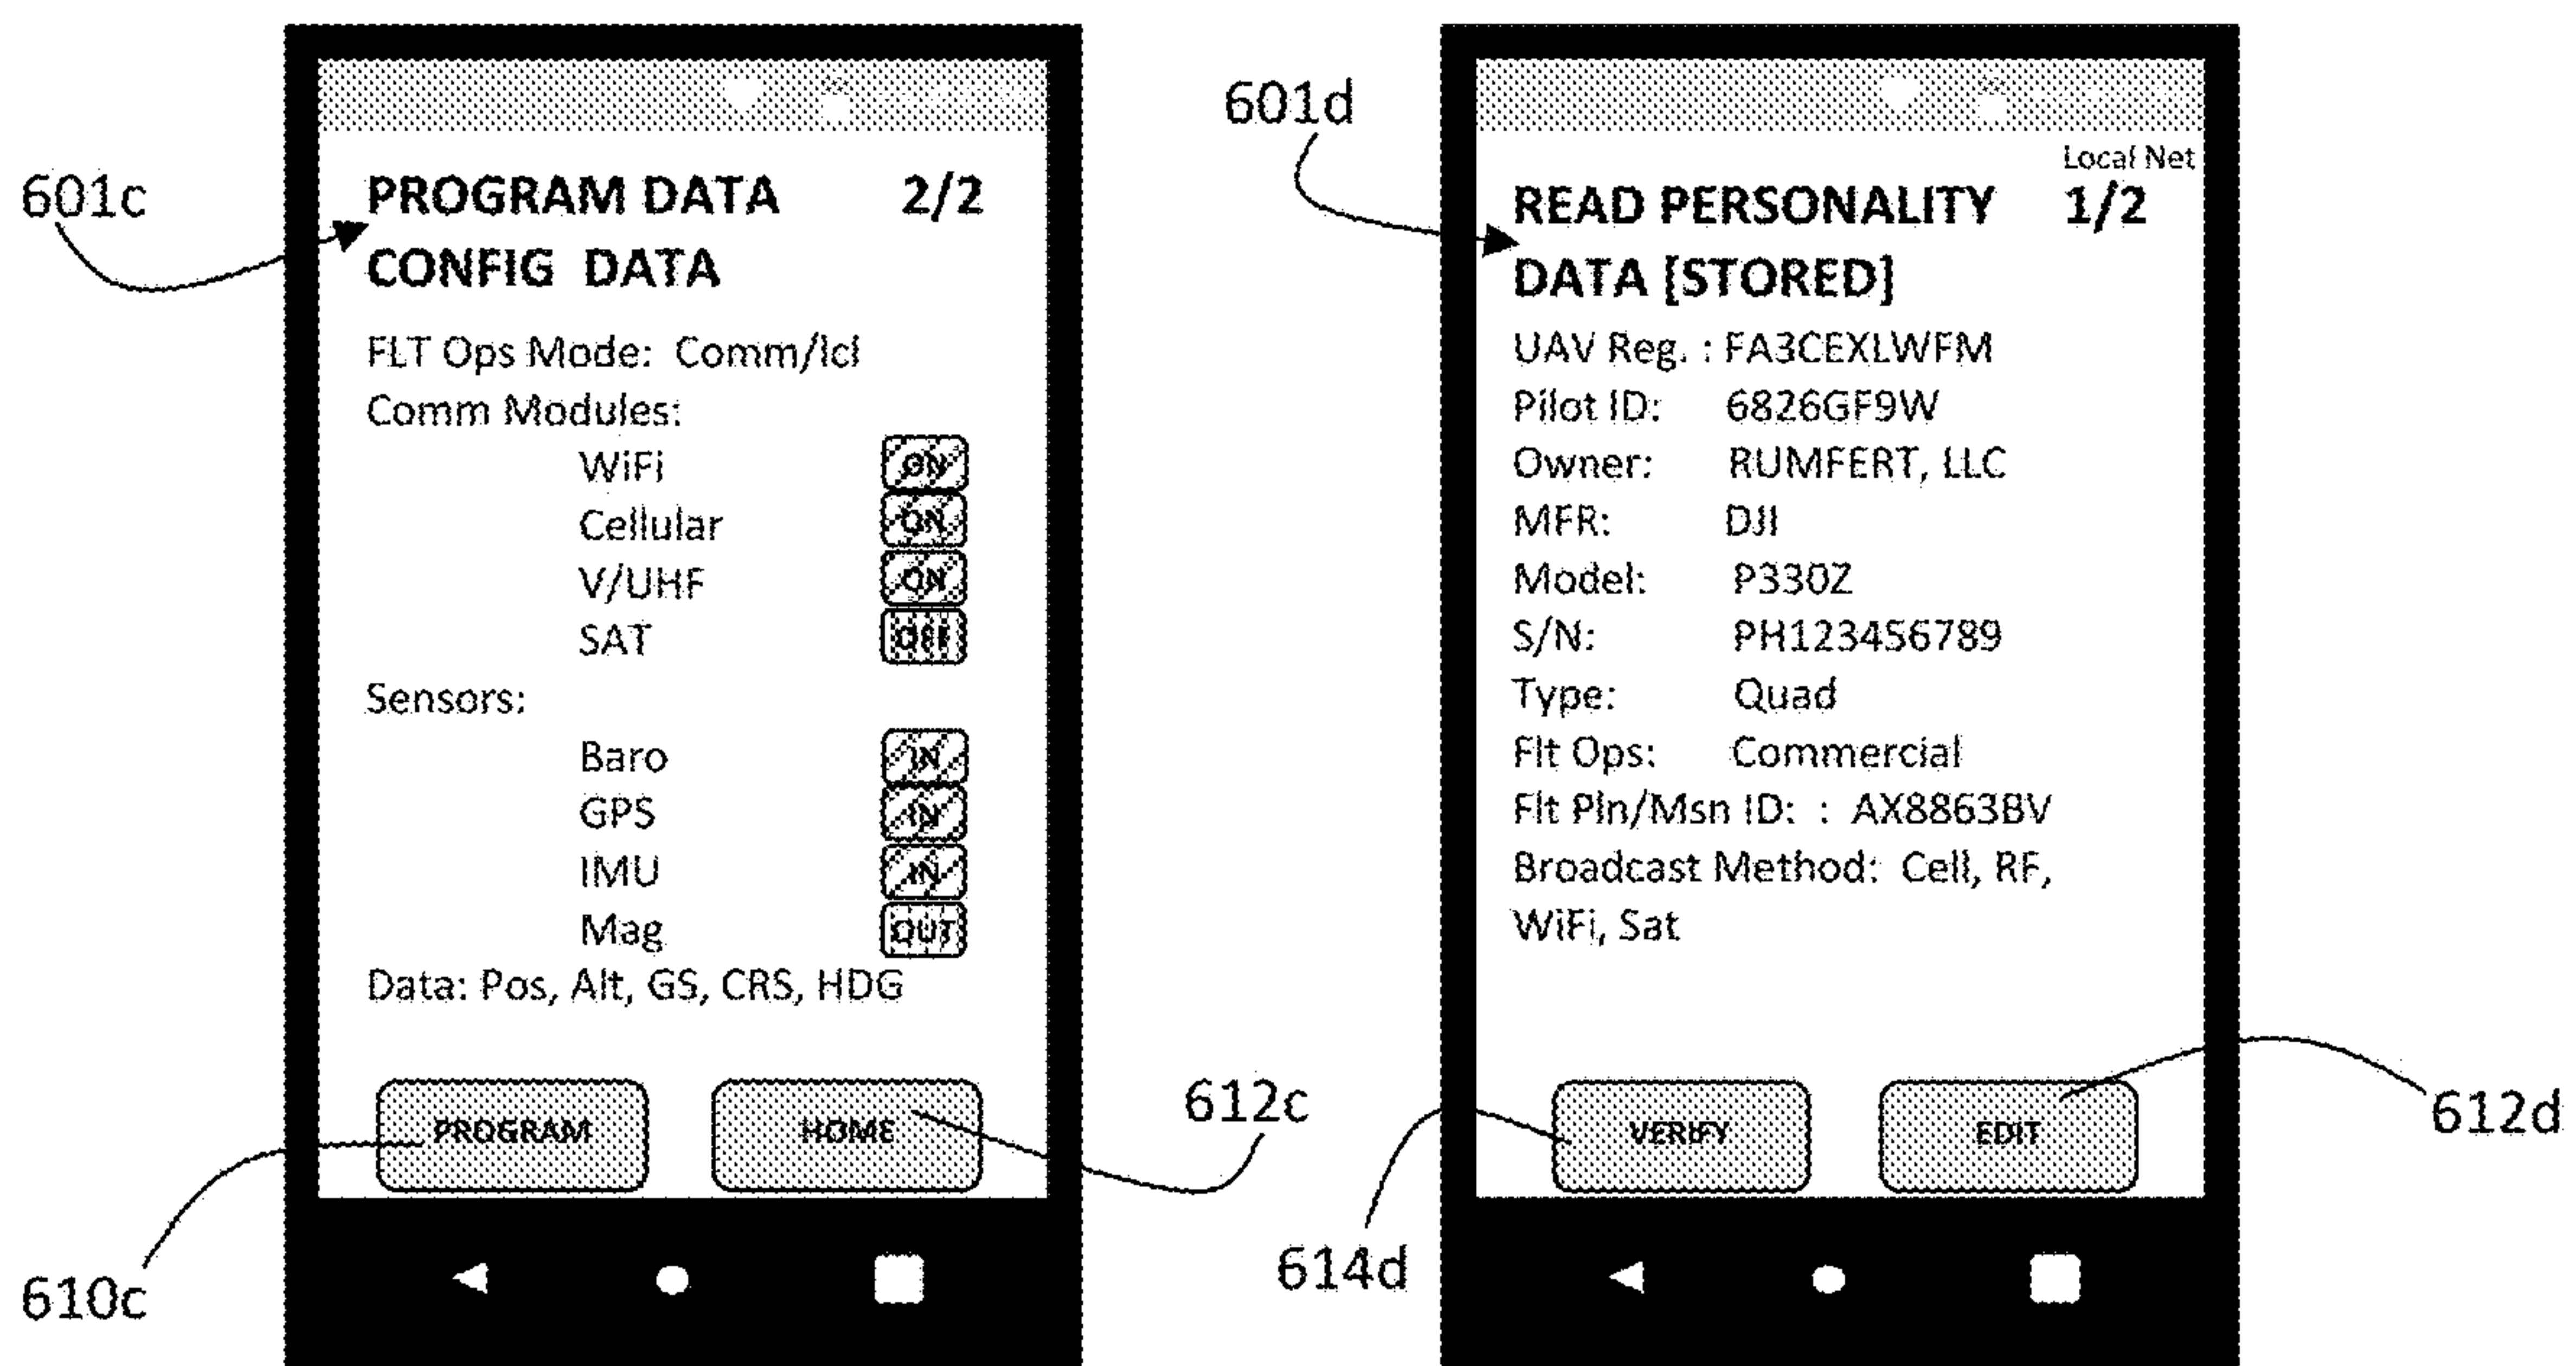 601c
PROGRAM DATA 2/2
CONFIG DATA
FLT Ops Mode: Comm/lcl
Comm Modules:
WiFi ON
Cellular ON
V/UHF ON
SAT OFF
Sensors:
Baro IN
GPS IN
IMU IN
Mag OUT
Data: Pos, Alt, GS, CRS, HDG
PROGRAM HOME
610c
612c
601d
Local Net
READ PERSONALITY 1/2
DATA [STORED]
UAV Reg. : FA3CEXLWFM
Pilot ID: 6826GF9W
Owner: RUMFERT, LLC
MFR: DJI
Model: P330Z
S/N: PH123456789
Type: Quad
Flt Ops: Commercial
Flt Pln/Msn ID: : AX8863BV
Broadcast Method: Cell, RF,
WiFi, Sat
VERIFY EDIT
614d
612d